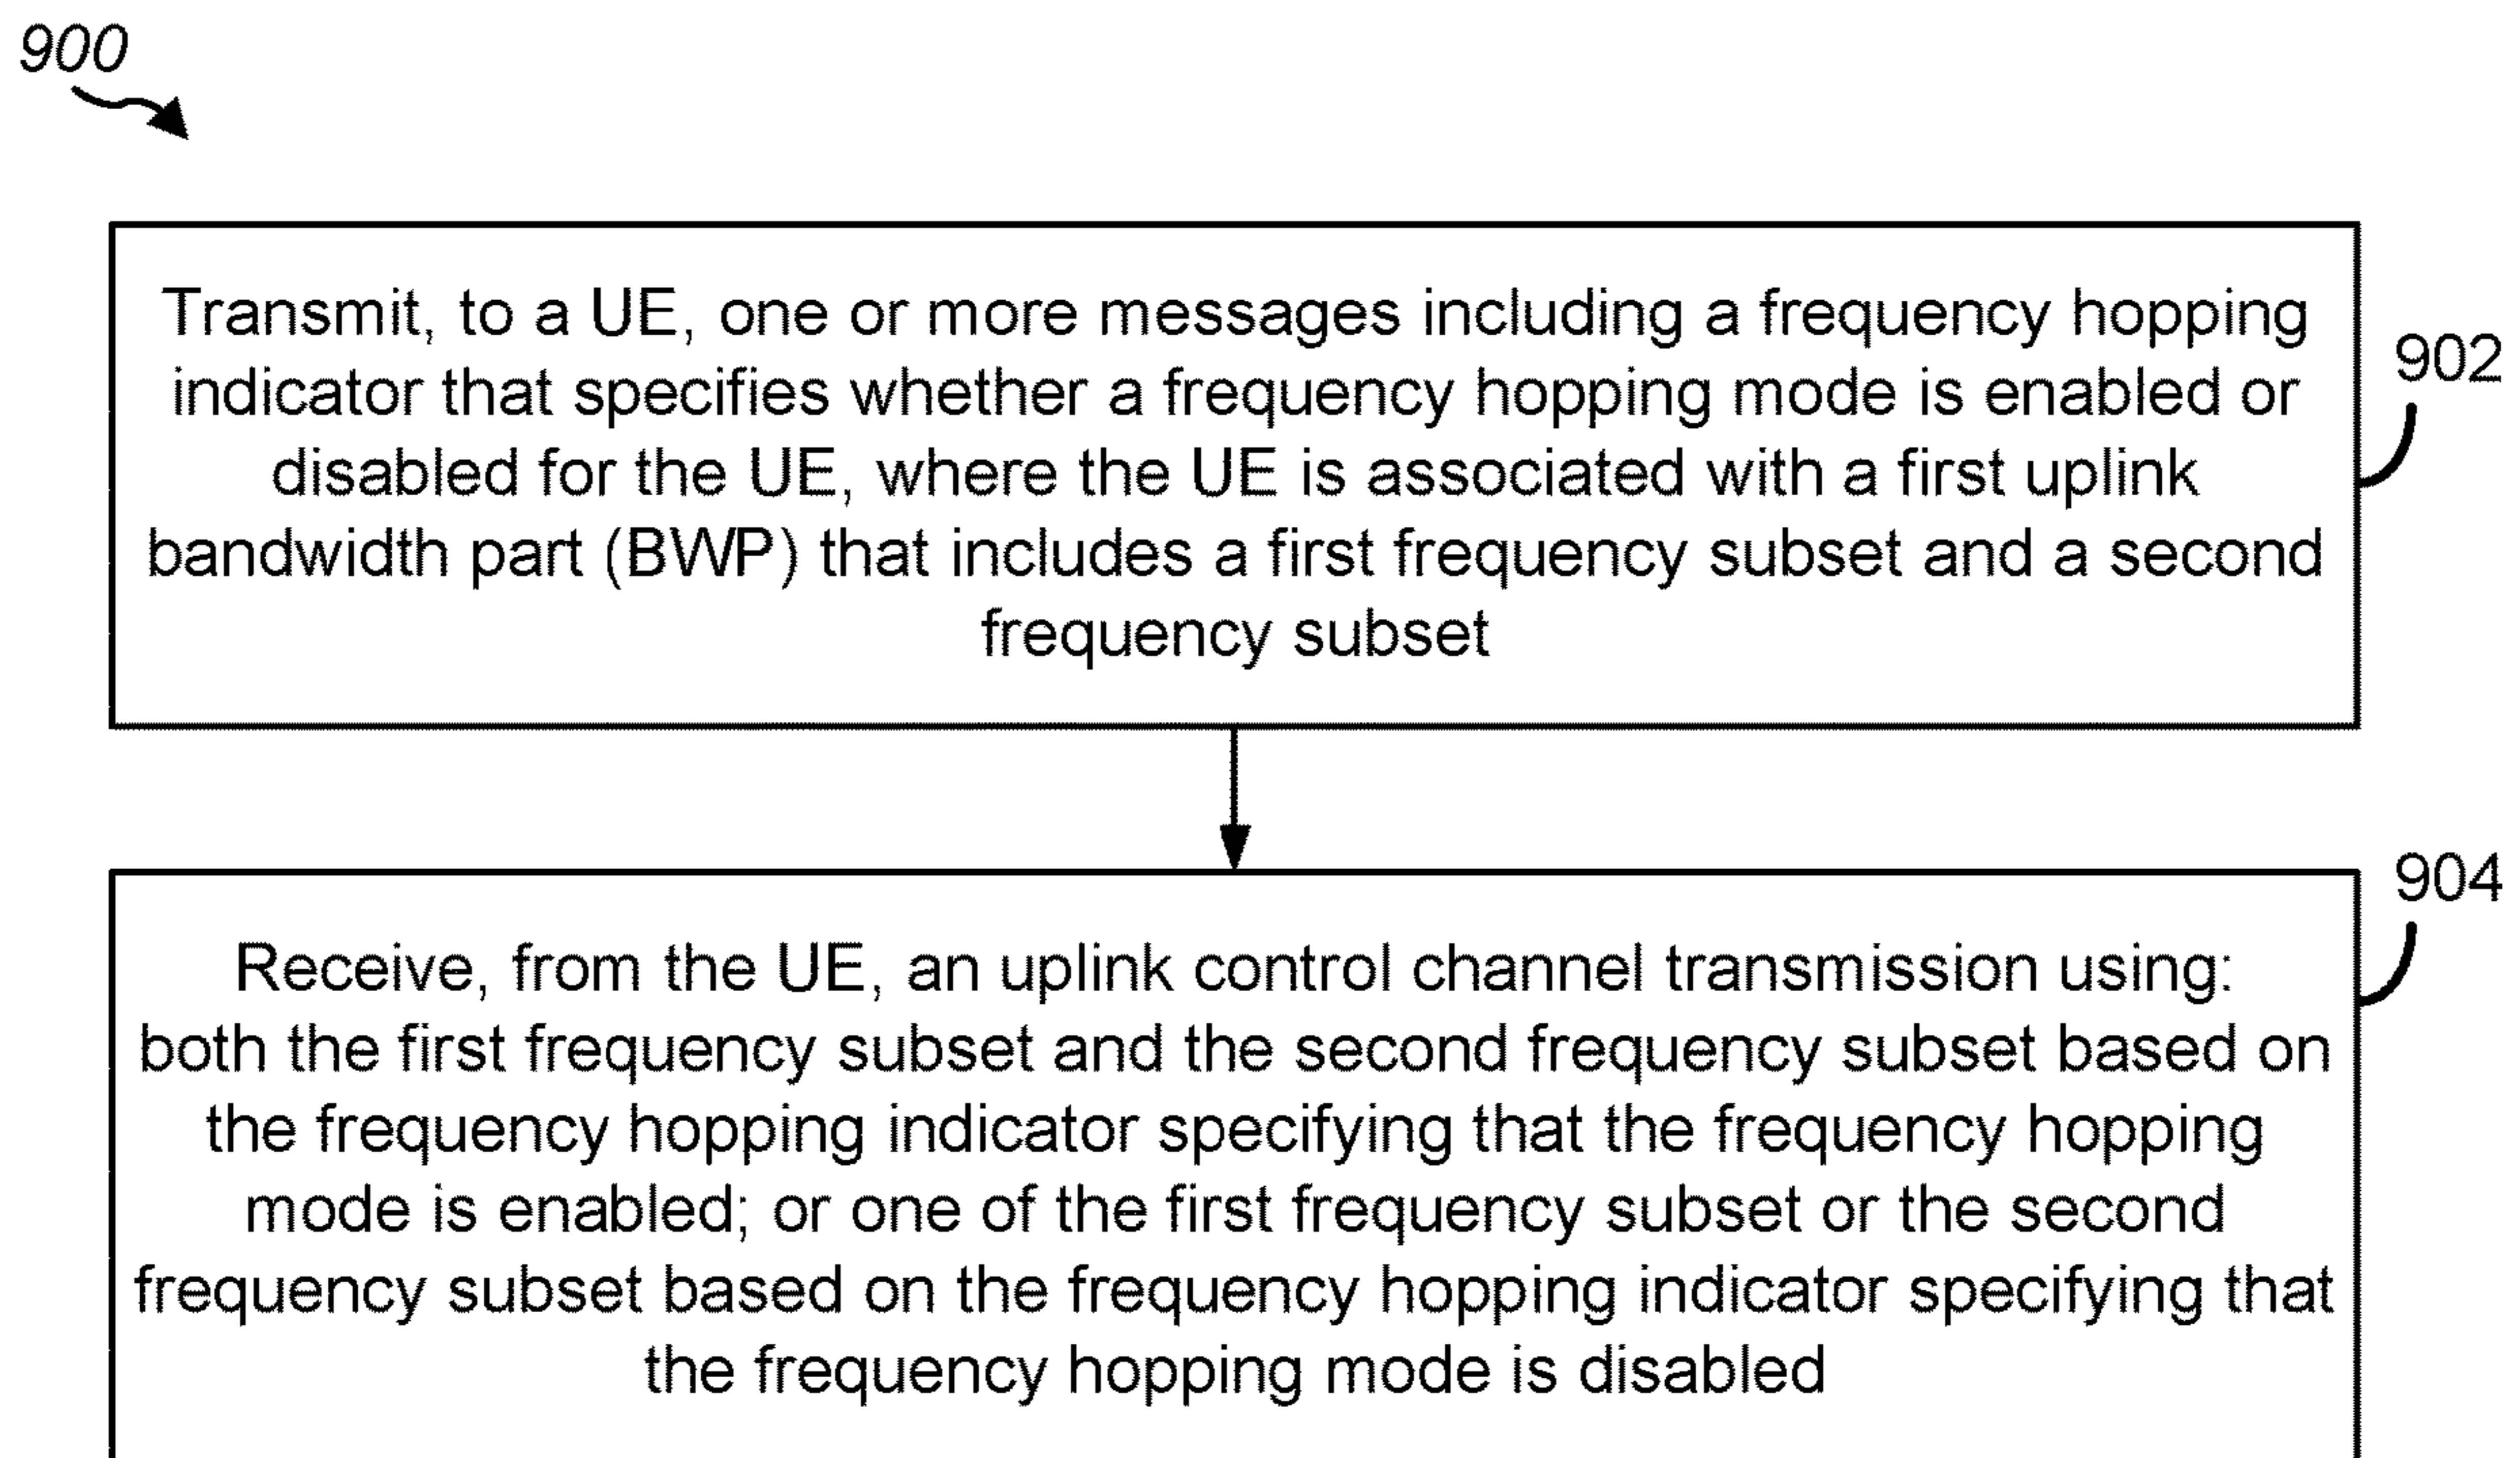 900
Transmit, to a UE, one or more messages including a frequency hopping
indicator that specifies whether a frequency hopping mode is enabled or
disabled for the UE, where the UE is associated with a first uplink
bandwidth part (BWP) that includes a first frequency subset and a second
frequency subset
902
Receive, from the UE, an uplink control channel transmission using:
both the first frequency subset and the second frequency subset based on
the frequency hopping indicator specifying that the frequency hopping
mode is enabled; or one of the first frequency subset or the second
frequency subset based on the frequency hopping indicator specifying that
the frequency hopping mode is disabled
904